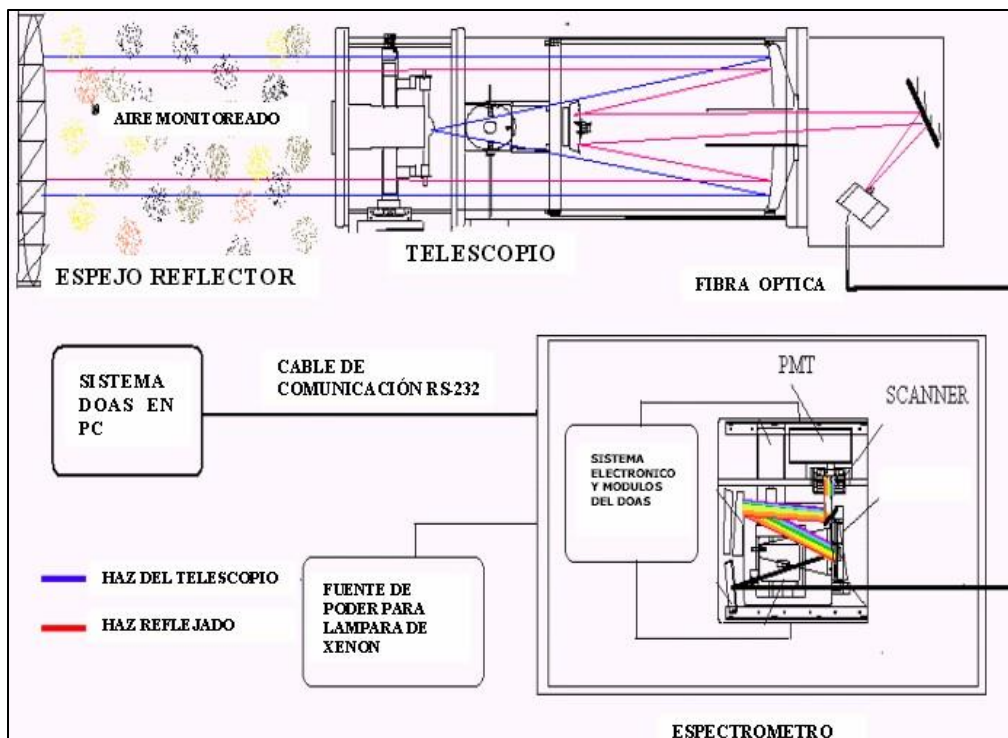 AIRE MONITOREADO
ESPEJO REFLECTOR
TELESCOPIO
FIBRA OPTICA
SISTEMA
DOAS EN
PC
CABLE DE
COMUNICACIÓN RS-232
PMT
SCANNER
SISTEMA
ELECTRONICO
Y MODULOS
DEL DOAS
HAZ DEL TELESCOPIO
HAZ REFLEJADO
FUENTE DE
PODER PARA
LAMPARA DE
XENON
ESPECTROMETRO